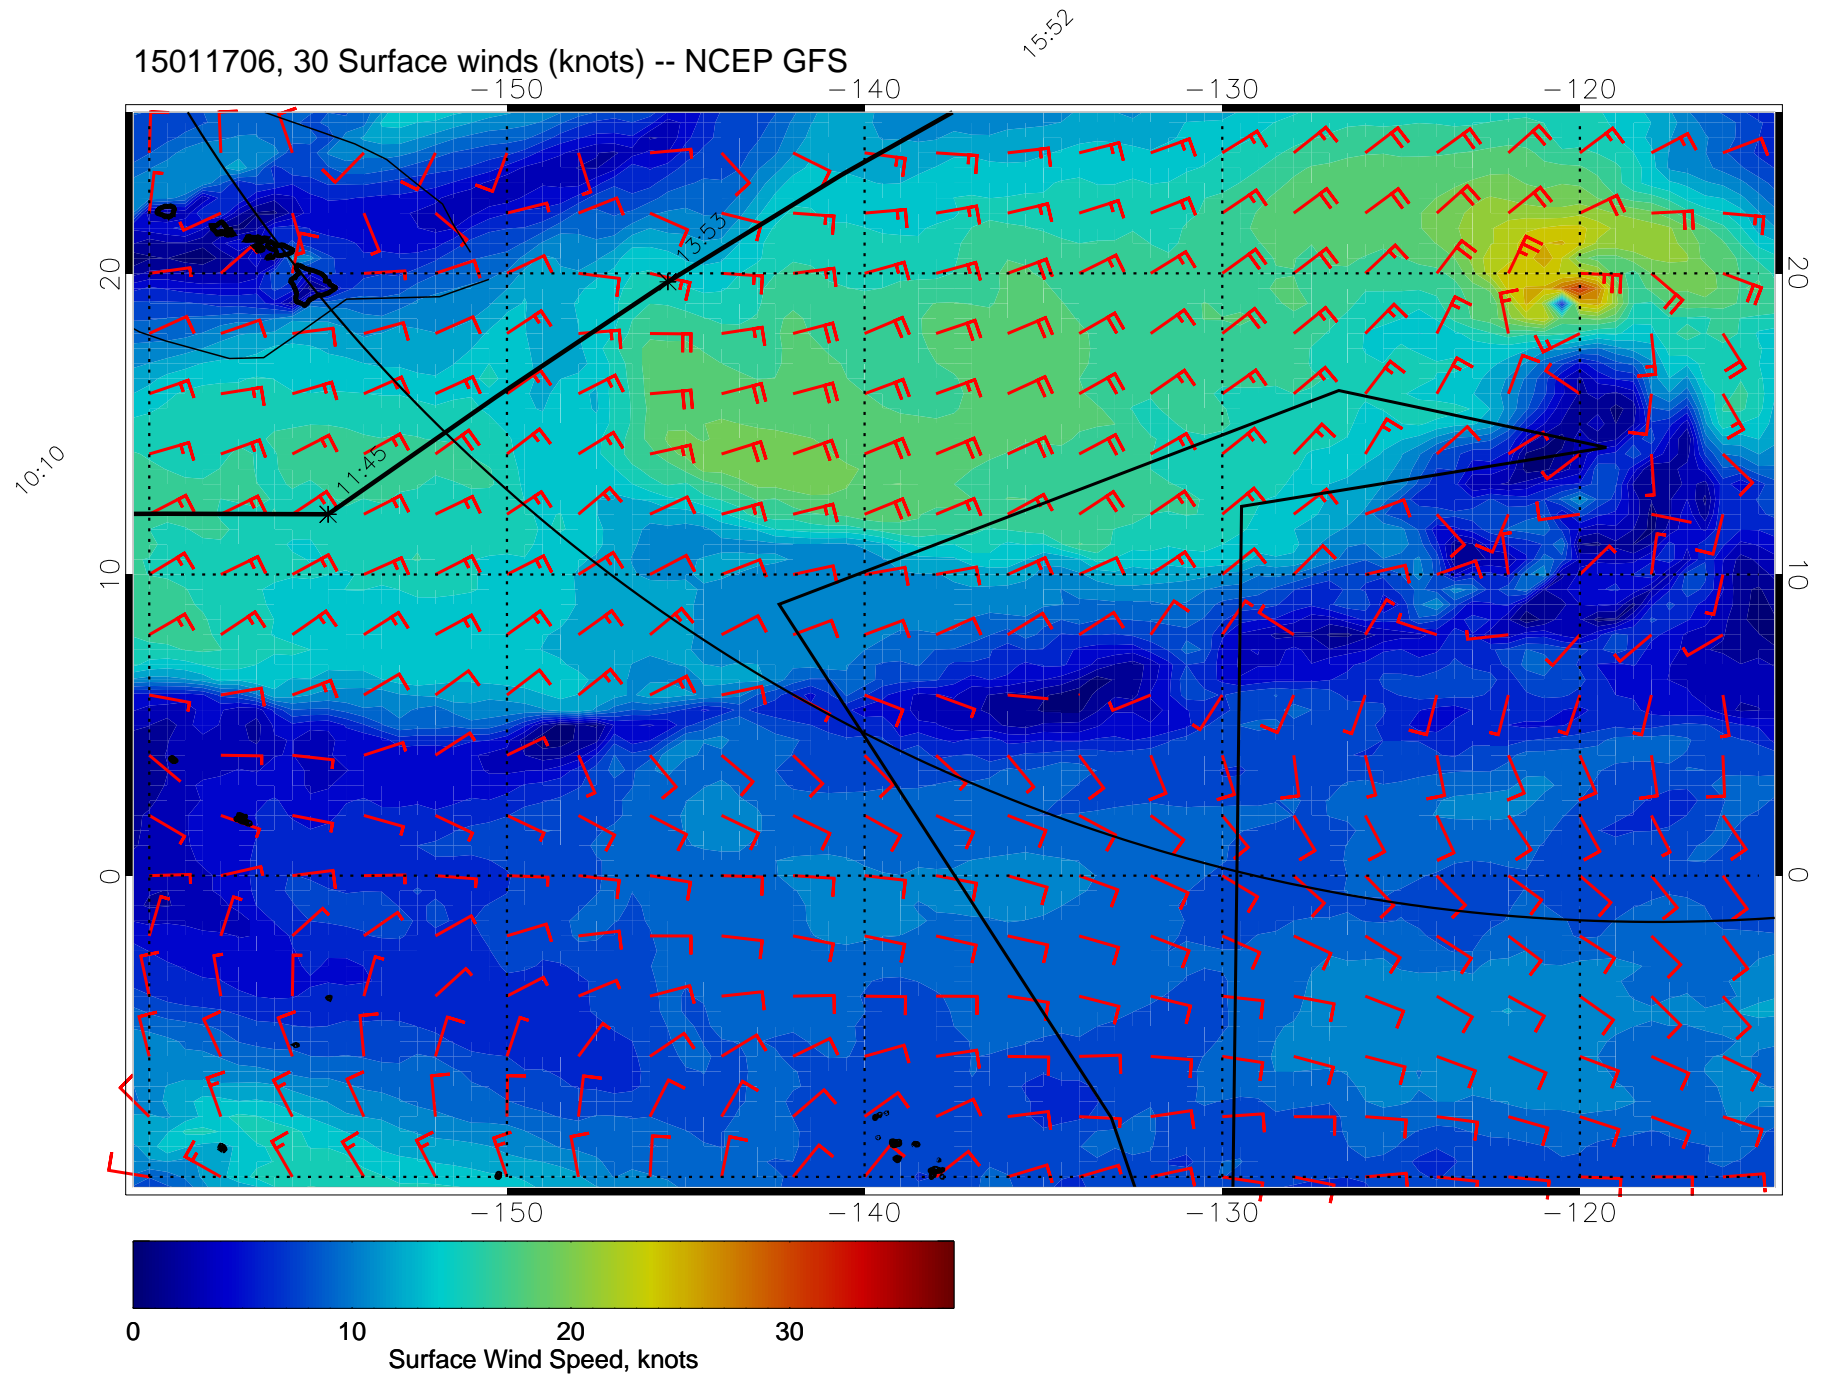 15:52
15011706, 30 Surface winds (knots) -- NCEP GFS
-150 -140 -130 -120
13:53
20 20
11:45
10:10
10 10
0 0
-150 -140 -130 -120
0 10 20 30
Surface Wind Speed, knots